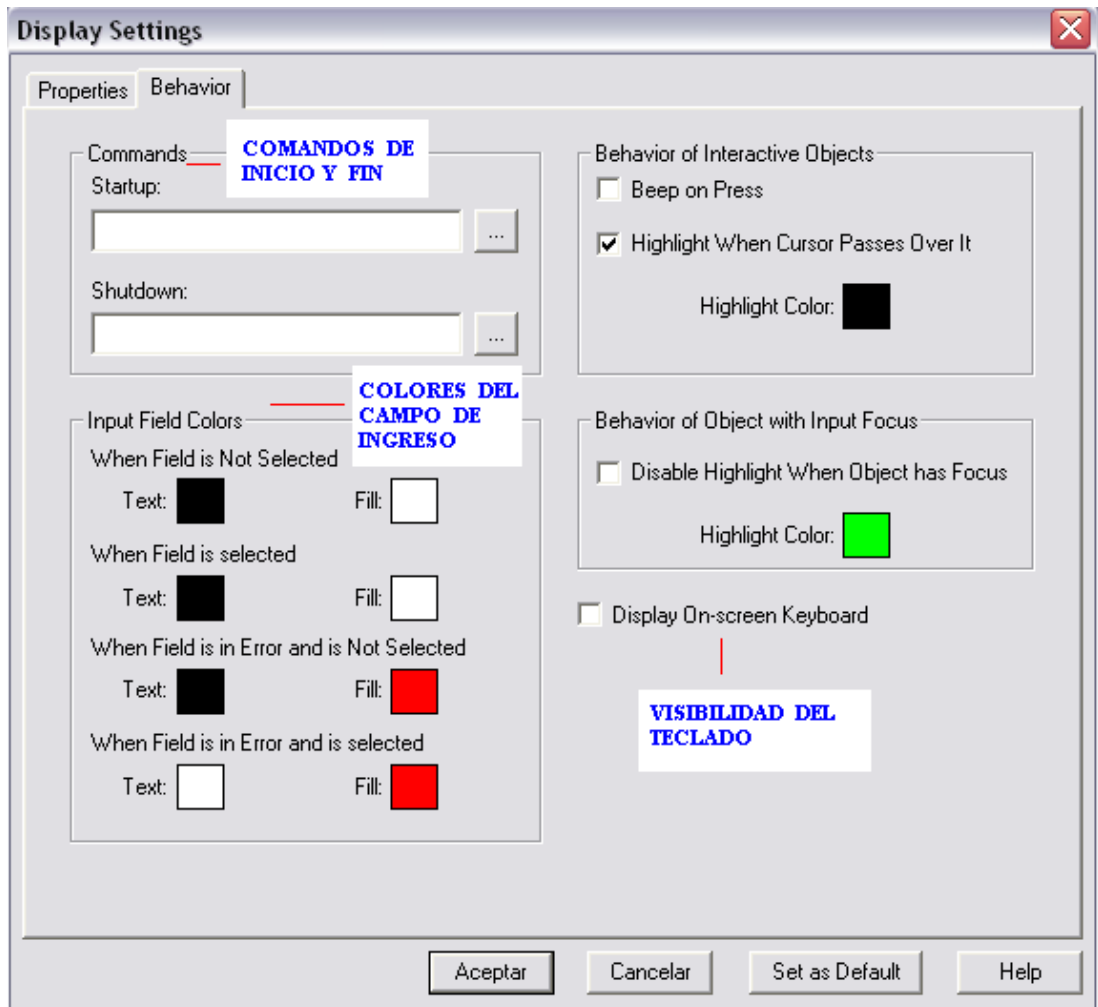 Display Settings
Properties
Behavior
Commands
COMANDOS DE
INICIO Y FIN
Startup:
...
Shutdown:
...
COLORES DEL
CAMPO DE
INGRESO
Input Field Colors
When Field is Not Selected
Text:
Fill:
When Field is selected
Text:
Fill:
When Field is in Error and is Not Selected
Text:
Fill:
When Field is in Error and is selected
Text:
Fill:
Behavior of Interactive Objects
Beep on Press
Highlight When Cursor Passes Over It
Highlight Color:
Behavior of Object with Input Focus
Disable Highlight When Object has Focus
Highlight Color:
Display On-screen Keyboard
VISIBILIDAD DEL
TECLADO
Aceptar
Cancelar
Set as Default
Help